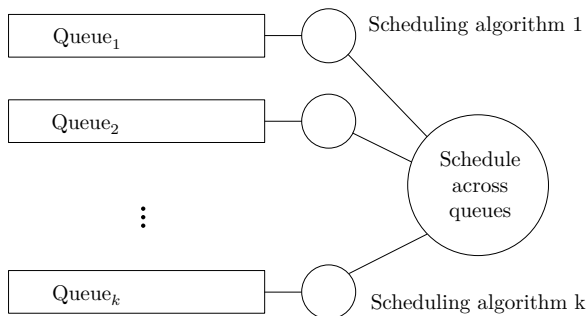 Queue₁
Scheduling algorithm 1
Queue₂
Schedule
across
queues
Queueₖ
Scheduling algorithm k